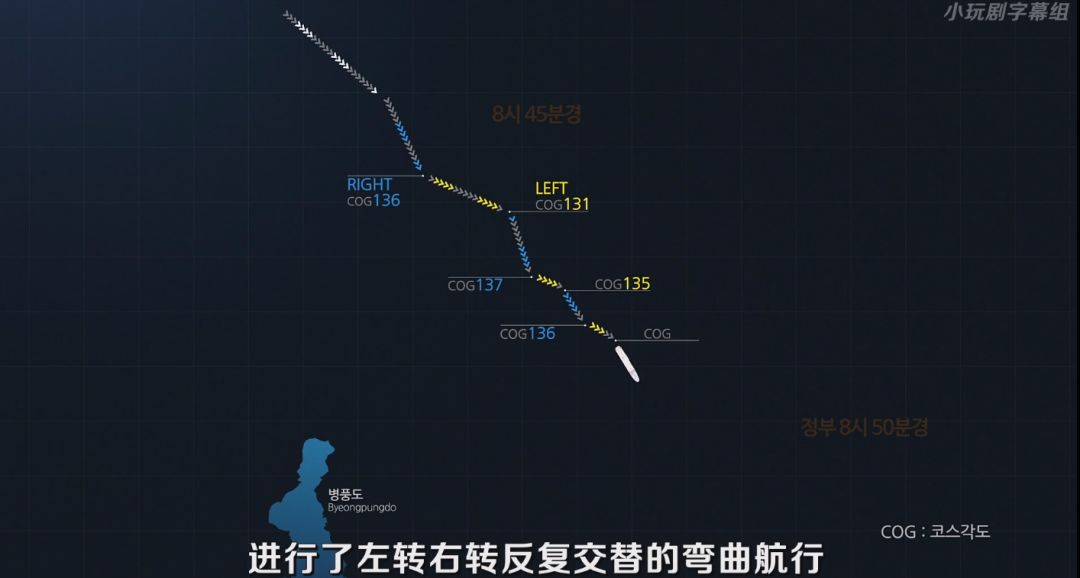 小玩剧字幕组
8시 45분경
RIGHT
COG136
LEFT
COG131
COG137
COG135
COG136
COG
정부 8시 50분경
병풍도
Byeongpungdo
COG : 코스각도
进行了左转右转反复交替的弯曲航行